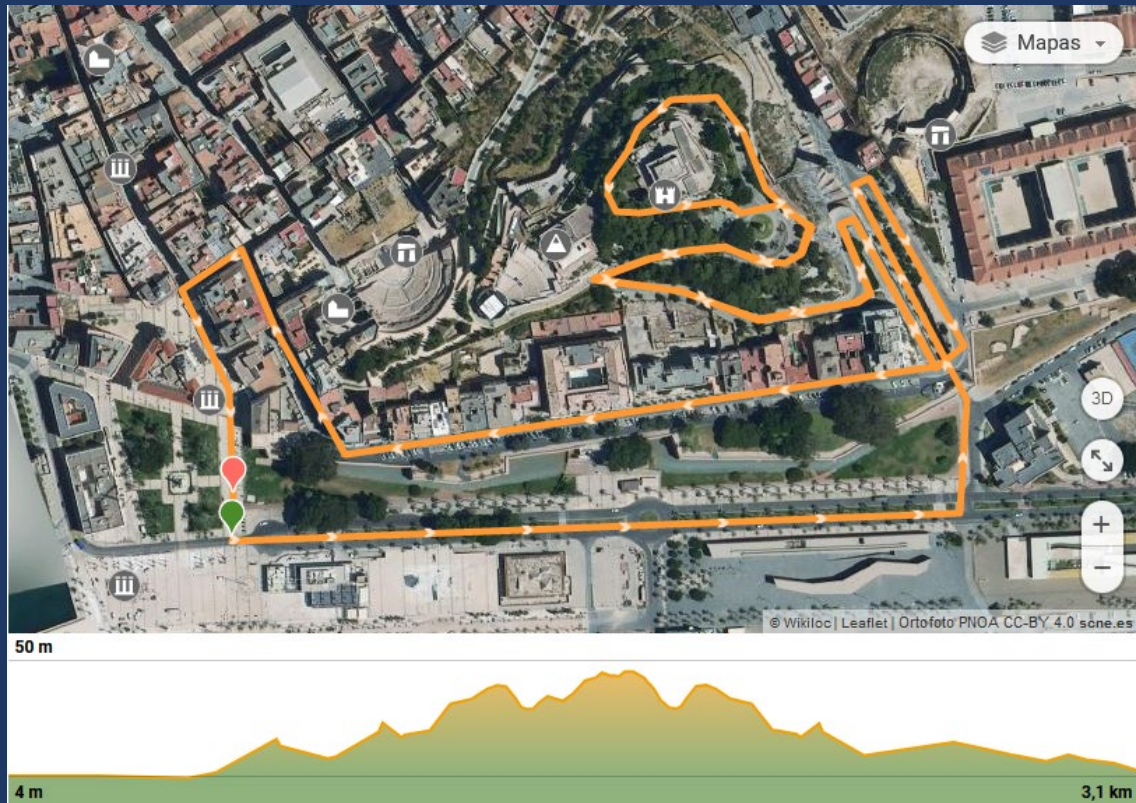 Mapas
3D
+
−
© Wikiloc | Leaflet | Ortofoto PNOA CC-BY 4.0 scne.es
50 m
4 m
3,1 km